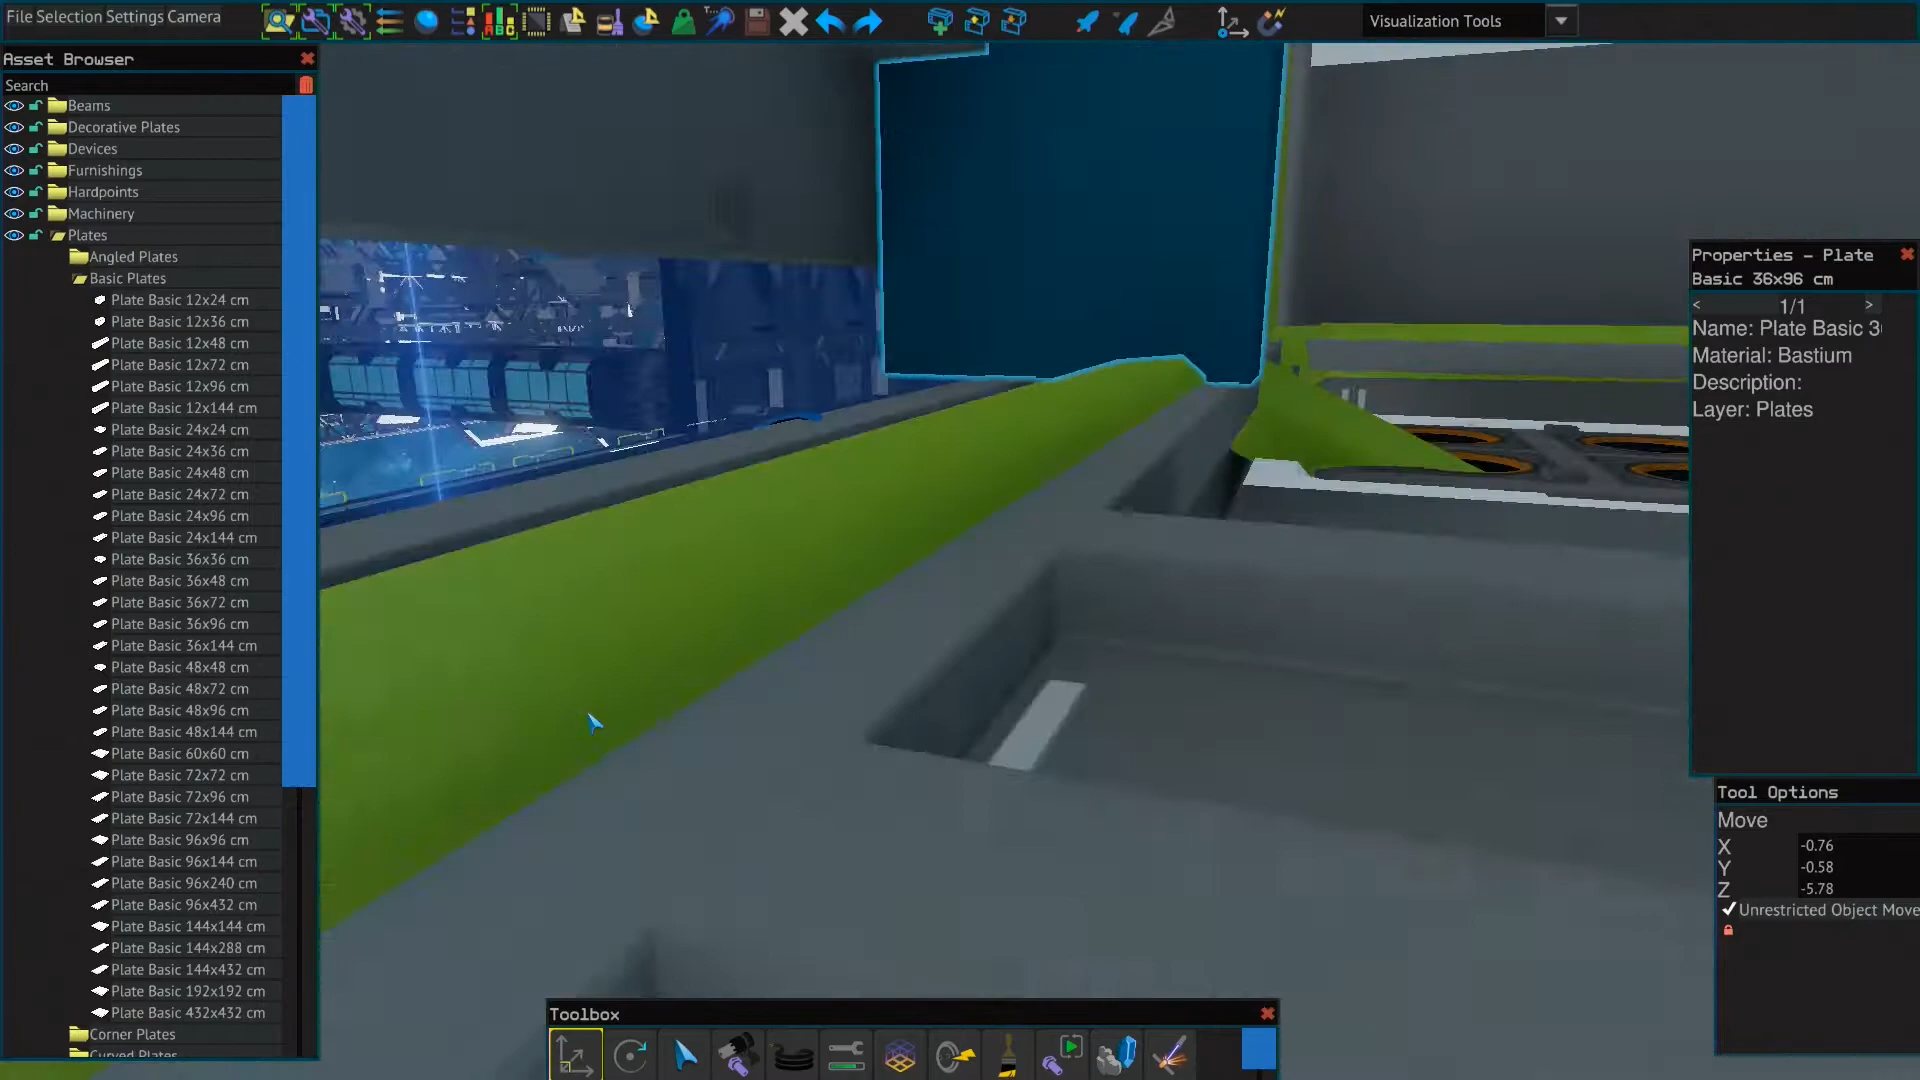 File Selection Settings Camera
Visualization Tools
Asset Browser
Search
Beams
Decorative Plates
Devices
Furnishings
Hardpoints
Machinery
Plates
Angled Plates
Basic Plates
Plate Basic 12x24 cm
Plate Basic 12x36 cm
Plate Basic 12x48 cm
Plate Basic 12x72 cm
Plate Basic 12x96 cm
Plate Basic 12x144 cm
Plate Basic 24x24 cm
Plate Basic 24x36 cm
Plate Basic 24x48 cm
Plate Basic 24x72 cm
Plate Basic 24x96 cm
Plate Basic 24x144 cm
Plate Basic 36x36 cm
Plate Basic 36x48 cm
Plate Basic 36x72 cm
Plate Basic 36x96 cm
Plate Basic 36x144 cm
Plate Basic 48x48 cm
Plate Basic 48x72 cm
Plate Basic 48x96 cm
Plate Basic 48x144 cm
Plate Basic 60x60 cm
Plate Basic 72x72 cm
Plate Basic 72x96 cm
Plate Basic 72x144 cm
Plate Basic 96x96 cm
Plate Basic 96x144 cm
Plate Basic 96x240 cm
Plate Basic 96x432 cm
Plate Basic 144x144 cm
Plate Basic 144x288 cm
Plate Basic 144x432 cm
Plate Basic 192x192 cm
Plate Basic 432x432 cm
Corner Plates
Curved Plates
Properties - Plate
Basic 36x96 cm
< 1/1 >
Name: Plate Basic 3
Material: Bastium
Description:
Layer: Plates
Tool Options
Move
X -0.76
Y -0.58
Z -5.78
Unrestricted Object Move
Toolbox